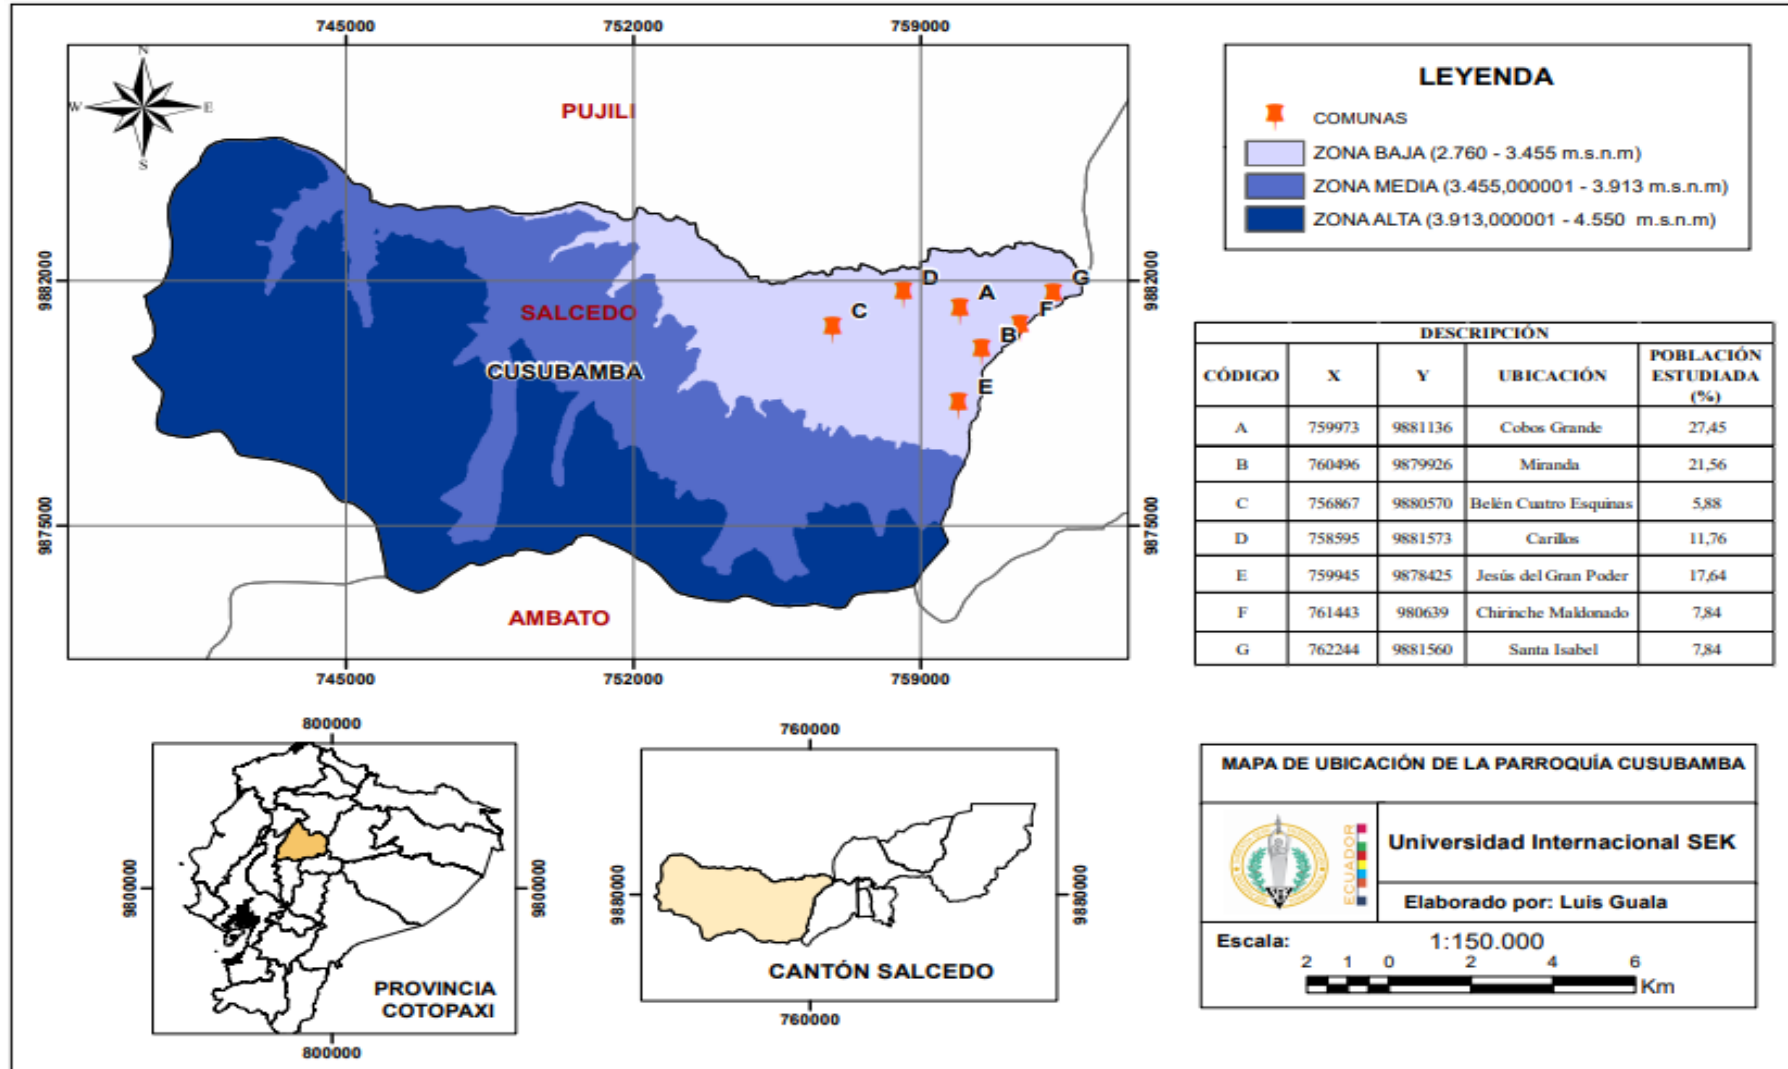 745000 752000 759000
N
W E
S
PUJILI
SALCEDO
CUSUBAMBA
AMBATO
A
B
C
D
E
F
G
9882000 9882000
9875000 9875000
745000 752000 759000
LEYENDA
COMUNAS
ZONA BAJA (2.760 - 3.455 m.s.n.m)
ZONA MEDIA (3.455,000001 - 3.913 m.s.n.m)
ZONA ALTA (3.913,000001 - 4.550 m.s.n.m)
DESCRIPCIÓN
CÓDIGO X Y UBICACIÓN POBLACIÓN ESTUDIADA (%)
A 759973 9881136 Cobos Grande 27,45
B 760496 9879926 Miranda 21,56
C 756867 9880570 Belén Cuatro Esquinas 5,88
D 758595 9881573 Carillos 11,76
E 759945 9878425 Jesús del Gran Poder 17,64
F 761443 980639 Chirinche Maldonado 7,84
G 762244 9881560 Santa Isabel 7,84
800000
9800000 9800000
PROVINCIA
COTOPAXI
800000
760000
9880000 9880000
CANTÓN SALCEDO
760000
MAPA DE UBICACIÓN DE LA PARROQUÍA CUSUBAMBA
ECUADOR
Universidad Internacional SEK
Elaborado por: Luis Guala
Escala: 1:150.000
2 1 0 2 4 6
Km